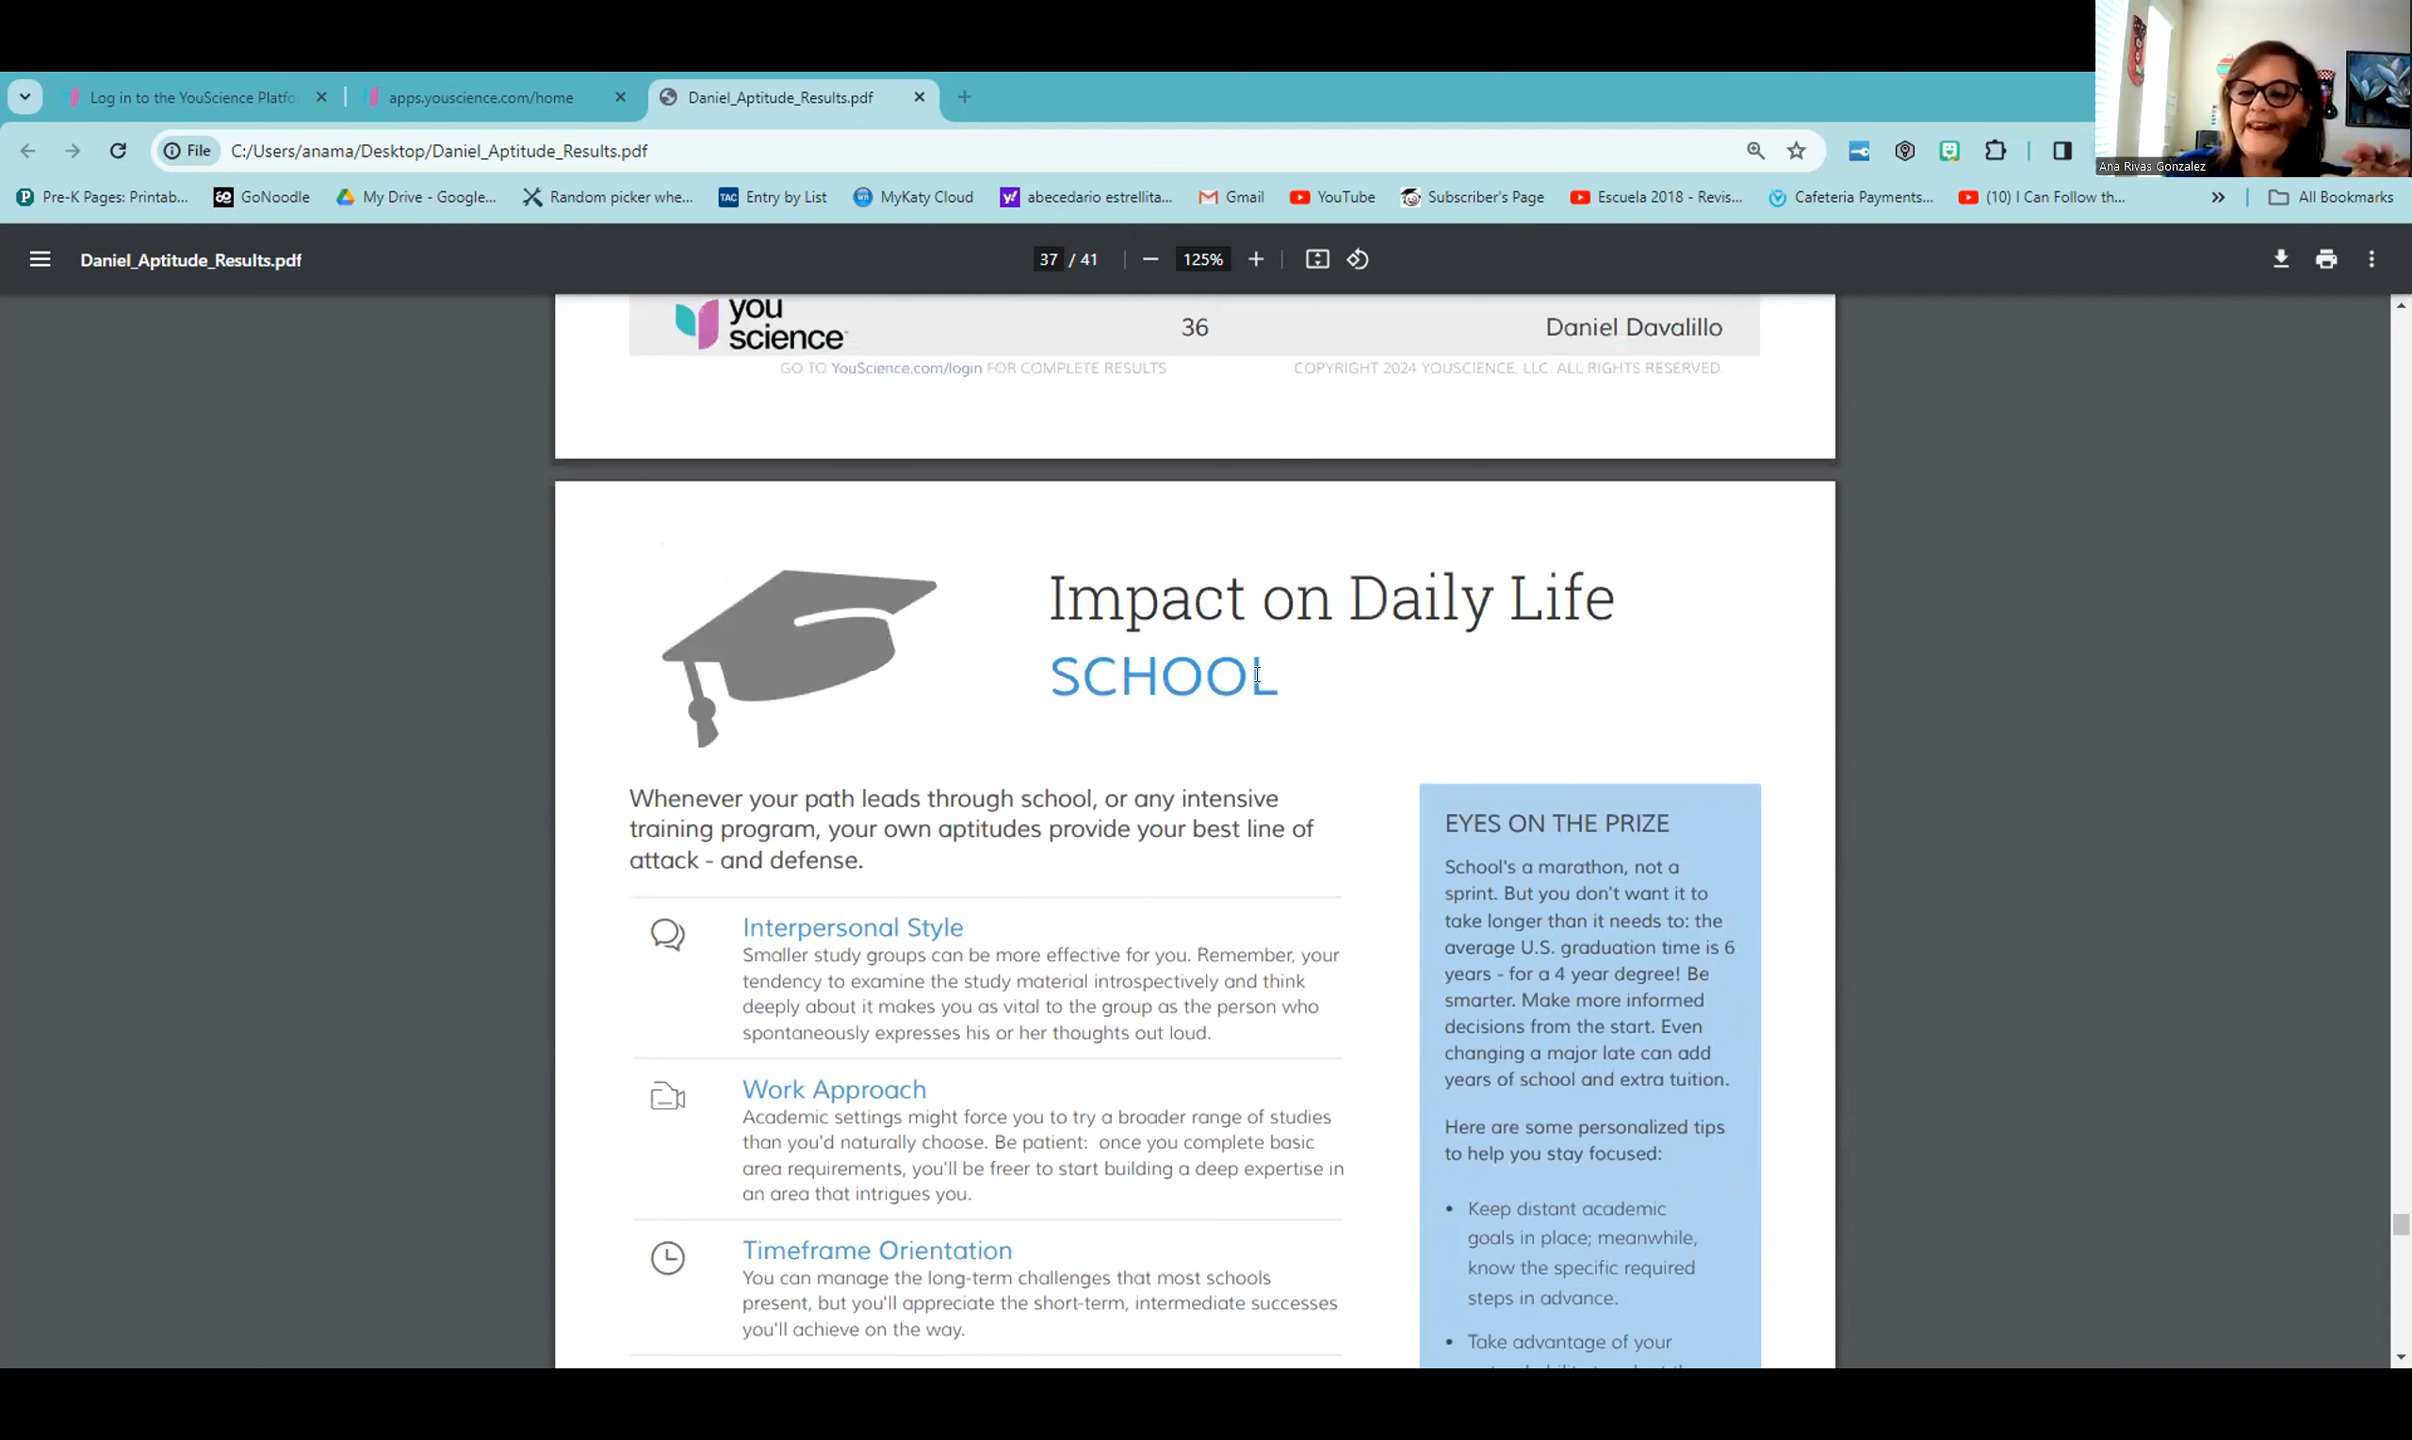 Log in to the YouScience Platfo
apps.youscience.com/home
Daniel_Aptitude_Results.pdf
File
C:/Users/anama/Desktop/Daniel_Aptitude_Results.pdf
Ana Rivas Gonzalez
Pre-K Pages: Printab...
GoNoodle
My Drive - Google...
Random picker whe...
TAC
Entry by List
MyKaty Cloud
abecedario estrellita...
Gmail
YouTube
Subscriber's Page
Escuela 2018 - Revis...
Cafeteria Payments...
(10) I Can Follow th...
All Bookmarks
Daniel_Aptitude_Results.pdf
37 / 41
125%
you
science
36
Daniel Davalillo
GO TO YouScience.com/login FOR COMPLETE RESULTS
COPYRIGHT 2024 YOUSCIENCE, LLC. ALL RIGHTS RESERVED.
Impact on Daily Life
SCHOOL
Whenever your path leads through school, or any intensive
training program, your own aptitudes provide your best line of
attack - and defense.
Interpersonal Style
Smaller study groups can be more effective for you. Remember, your
tendency to examine the study material introspectively and think
deeply about it makes you as vital to the group as the person who
spontaneously expresses his or her thoughts out loud.
Work Approach
Academic settings might force you to try a broader range of studies
than you'd naturally choose. Be patient:  once you complete basic
area requirements, you'll be freer to start building a deep expertise in
an area that intrigues you.
Timeframe Orientation
You can manage the long-term challenges that most schools
present, but you'll appreciate the short-term, intermediate successes
you'll achieve on the way.
EYES ON THE PRIZE
School's a marathon, not a
sprint. But you don't want it to
take longer than it needs to: the
average U.S. graduation time is 6
years - for a 4 year degree! Be
smarter. Make more informed
decisions from the start. Even
changing a major late can add
years of school and extra tuition.
Here are some personalized tips
to help you stay focused:
• Keep distant academic
goals in place; meanwhile,
know the specific required
steps in advance.
• Take advantage of your